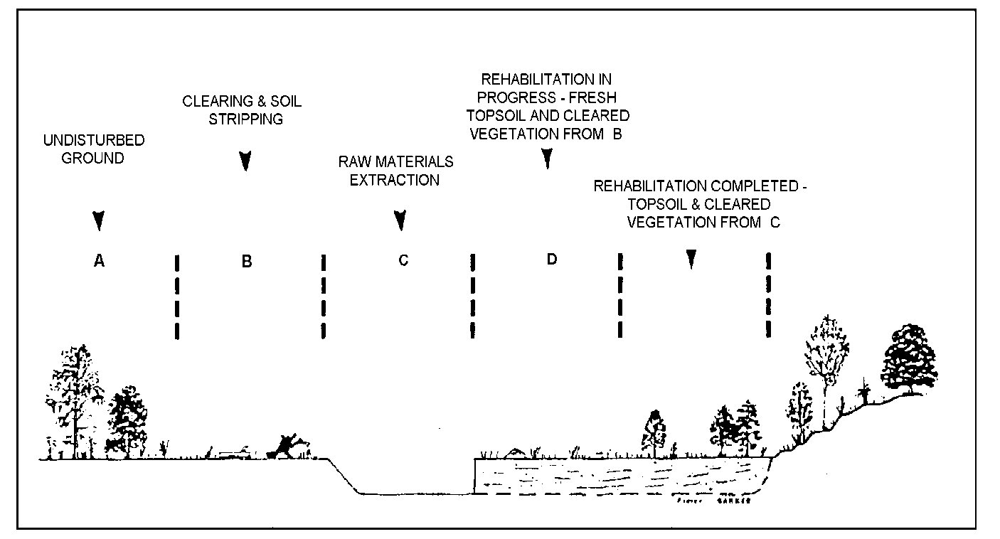 UNDISTURBED
GROUND
CLEARING & SOIL
STRIPPING
RAW MATERIALS
EXTRACTION
REHABILITATION IN
PROGRESS - FRESH
TOPSOIL AND CLEARED
VEGETATION FROM B
REHABILITATION COMPLETED -
TOPSOIL & CLEARED
VEGETATION FROM C
A
B
C
D